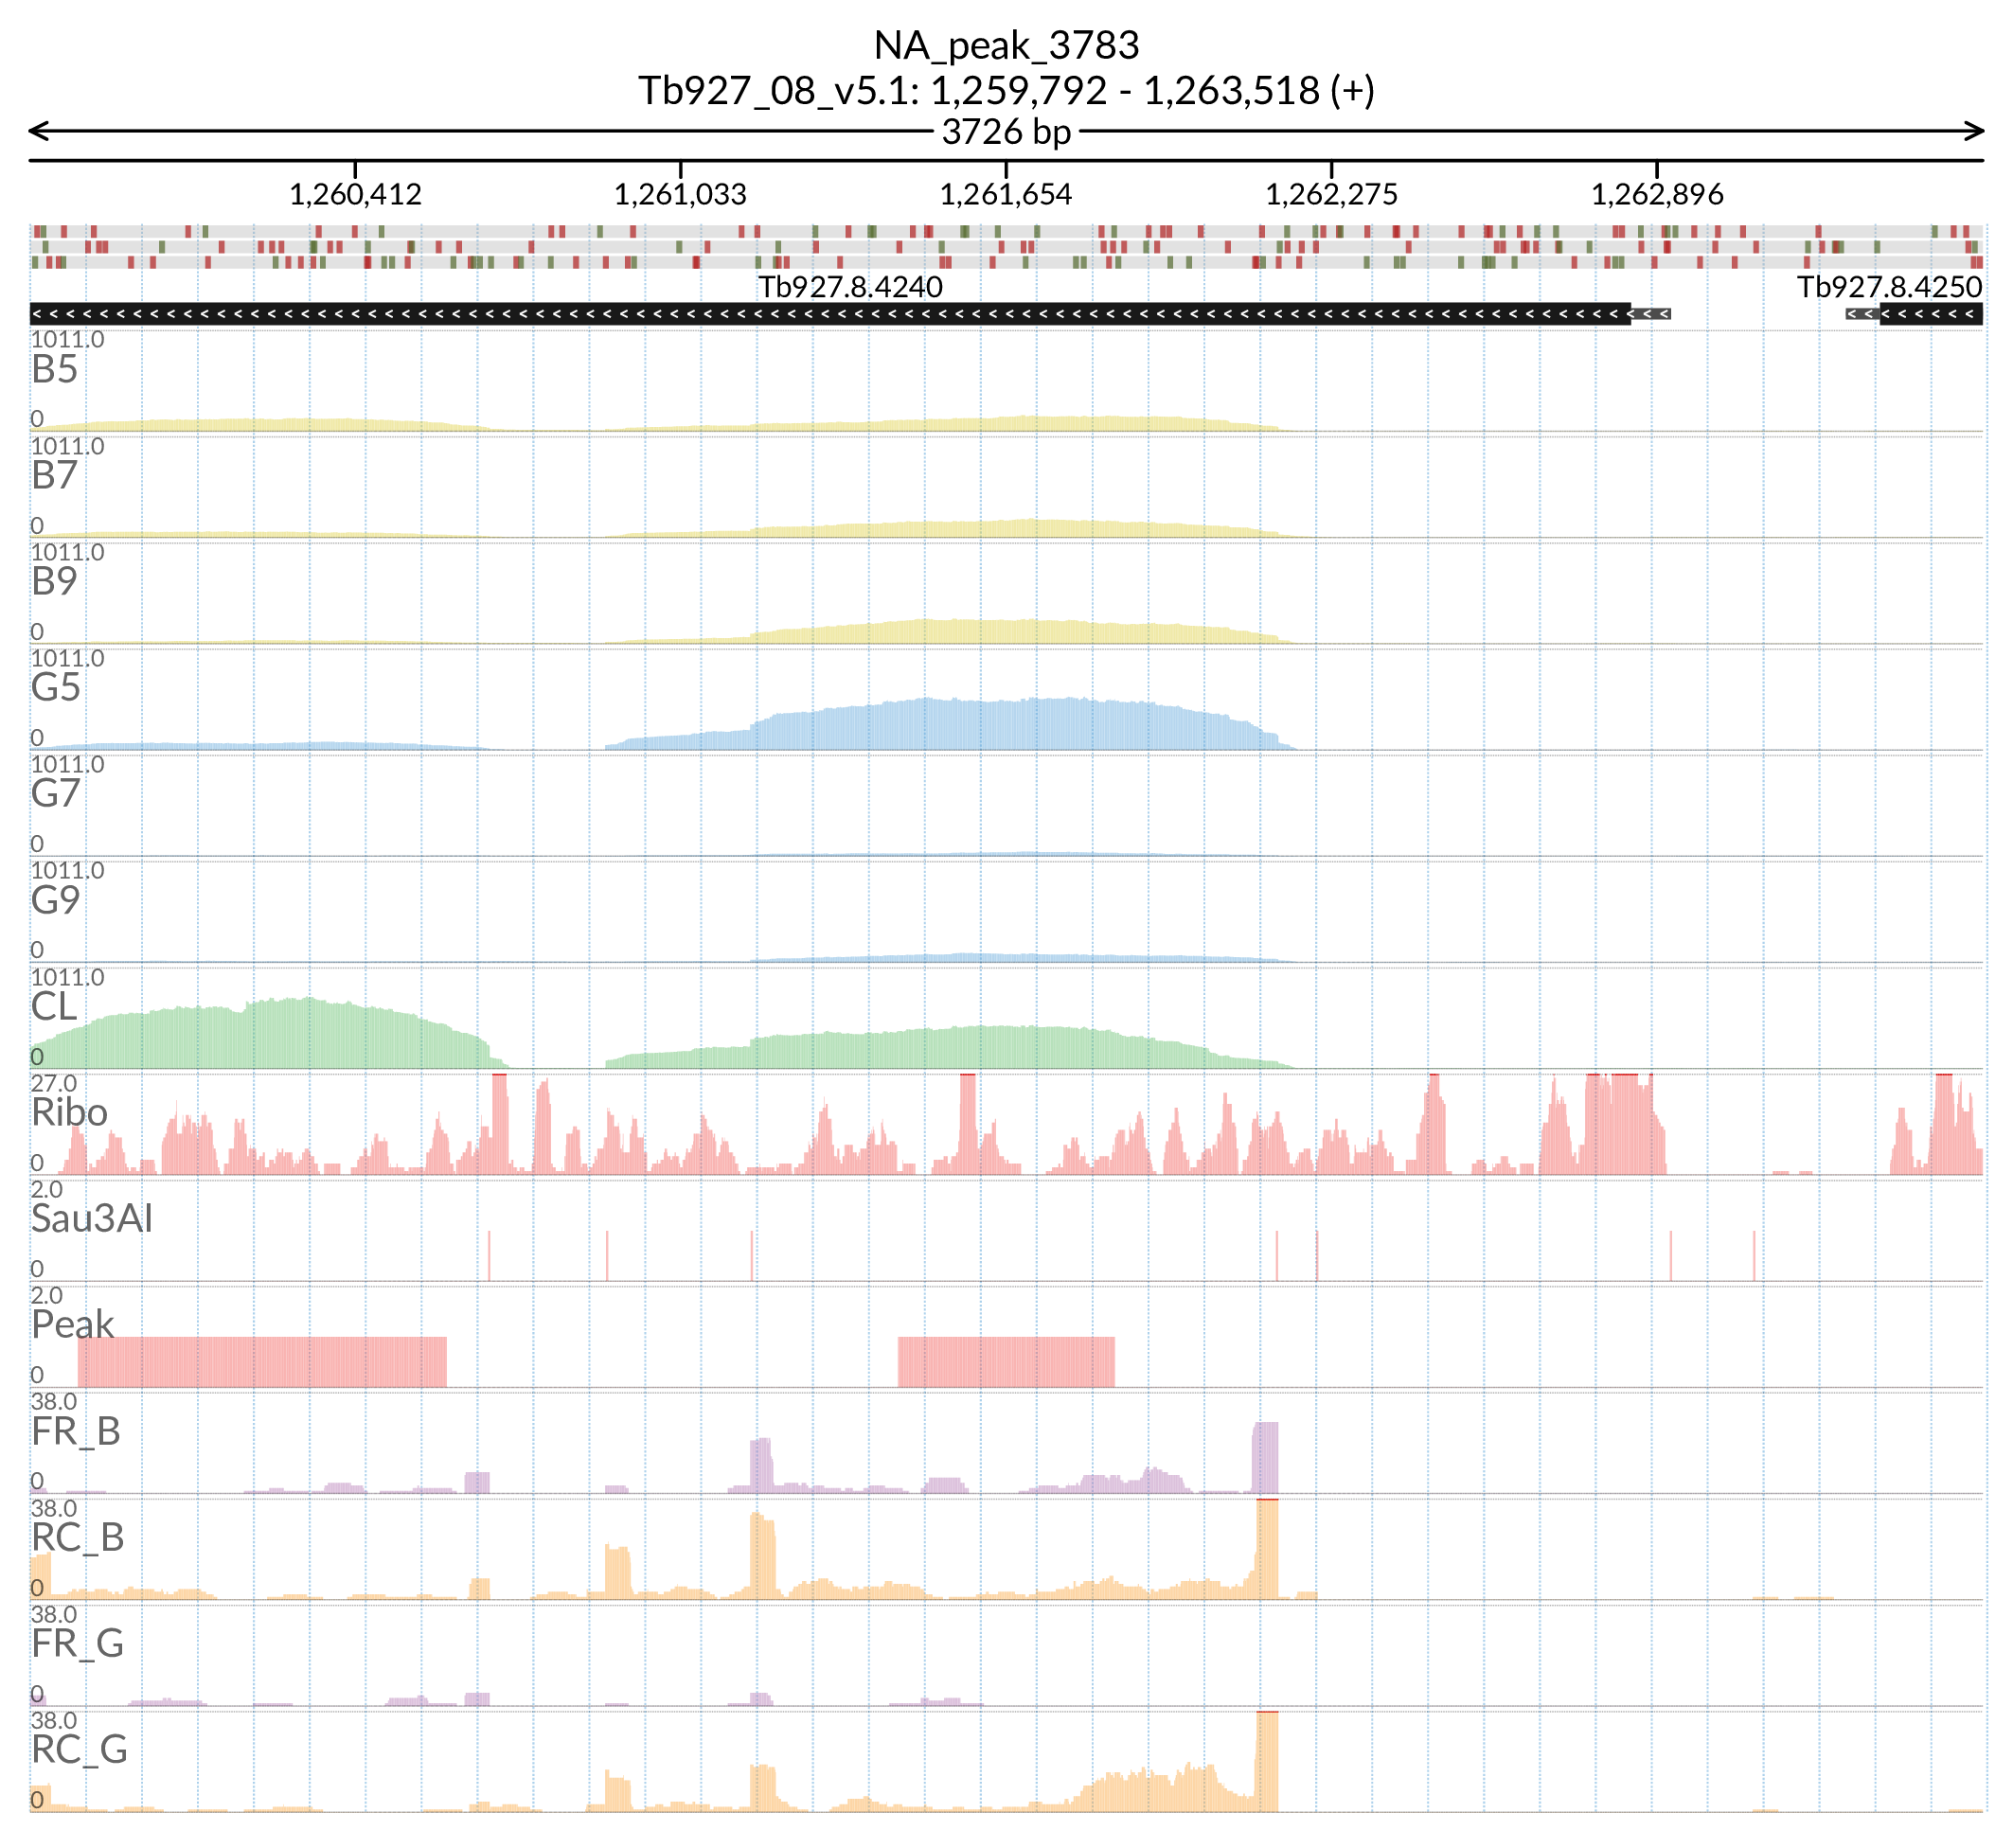 NA_peak_3783
Tb927_08_v5.1: 1,259,792 - 1,263,518 (+)
3726 bp
1,260,412 1,261,033 1,261,654 1,262,275 1,262,896
Tb927.8.4240 Tb927.8.4250
1011.0
B5
0
1011.0
B7
0
1011.0
B9
0
1011.0
G5
0
1011.0
G7
0
1011.0
G9
0
1011.0
CL
0
27.0
Ribo
0
2.0
Sau3AI
0
2.0
Peak
0
38.0
FR_B
0
38.0
RC_B
0
38.0
FR_G
0
38.0
RC_G
0